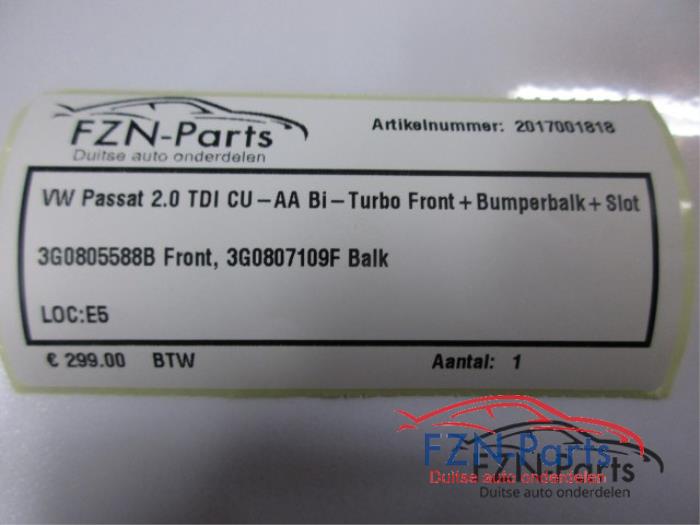 FZN-Parts
Duitse auto onderdelen
Artikelnummer: 2017001818
VW Passat 2.0 TDI CU-AA Bi-Turbo Front+Bumperbalk+Slot
3G0805588B Front, 3G0807109F Balk
LOC:E5
€ 299.00 BTW
Aantal: 1
FZN-Parts
Duitse auto onderdelen
FZN-Parts
Duitse auto onderdelen